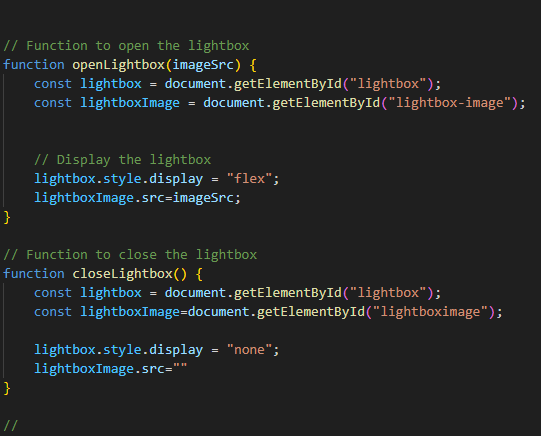 // Function to open the lightbox
function openLightbox(imageSrc) {
    const lightbox = document.getElementById("lightbox");
    const lightboxImage = document.getElementById("lightbox-image");
    // Display the lightbox
    lightbox.style.display = "flex";
    lightboxImage.src=imageSrc;
}
// Function to close the lightbox
function closeLightbox() {
    const lightbox = document.getElementById("lightbox");
    const lightboxImage=document.getElementById("lightboximage");
    lightbox.style.display = "none";
    lightboxImage.src=""
}
//